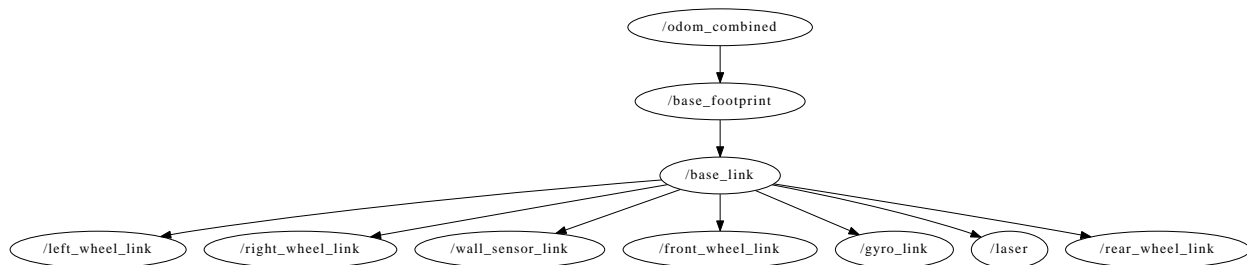 /odom_combined
/base_footprint
/base_link
/left_wheel_link
/right_wheel_link
/wall_sensor_link
/front_wheel_link
/gyro_link
/laser
/rear_wheel_link